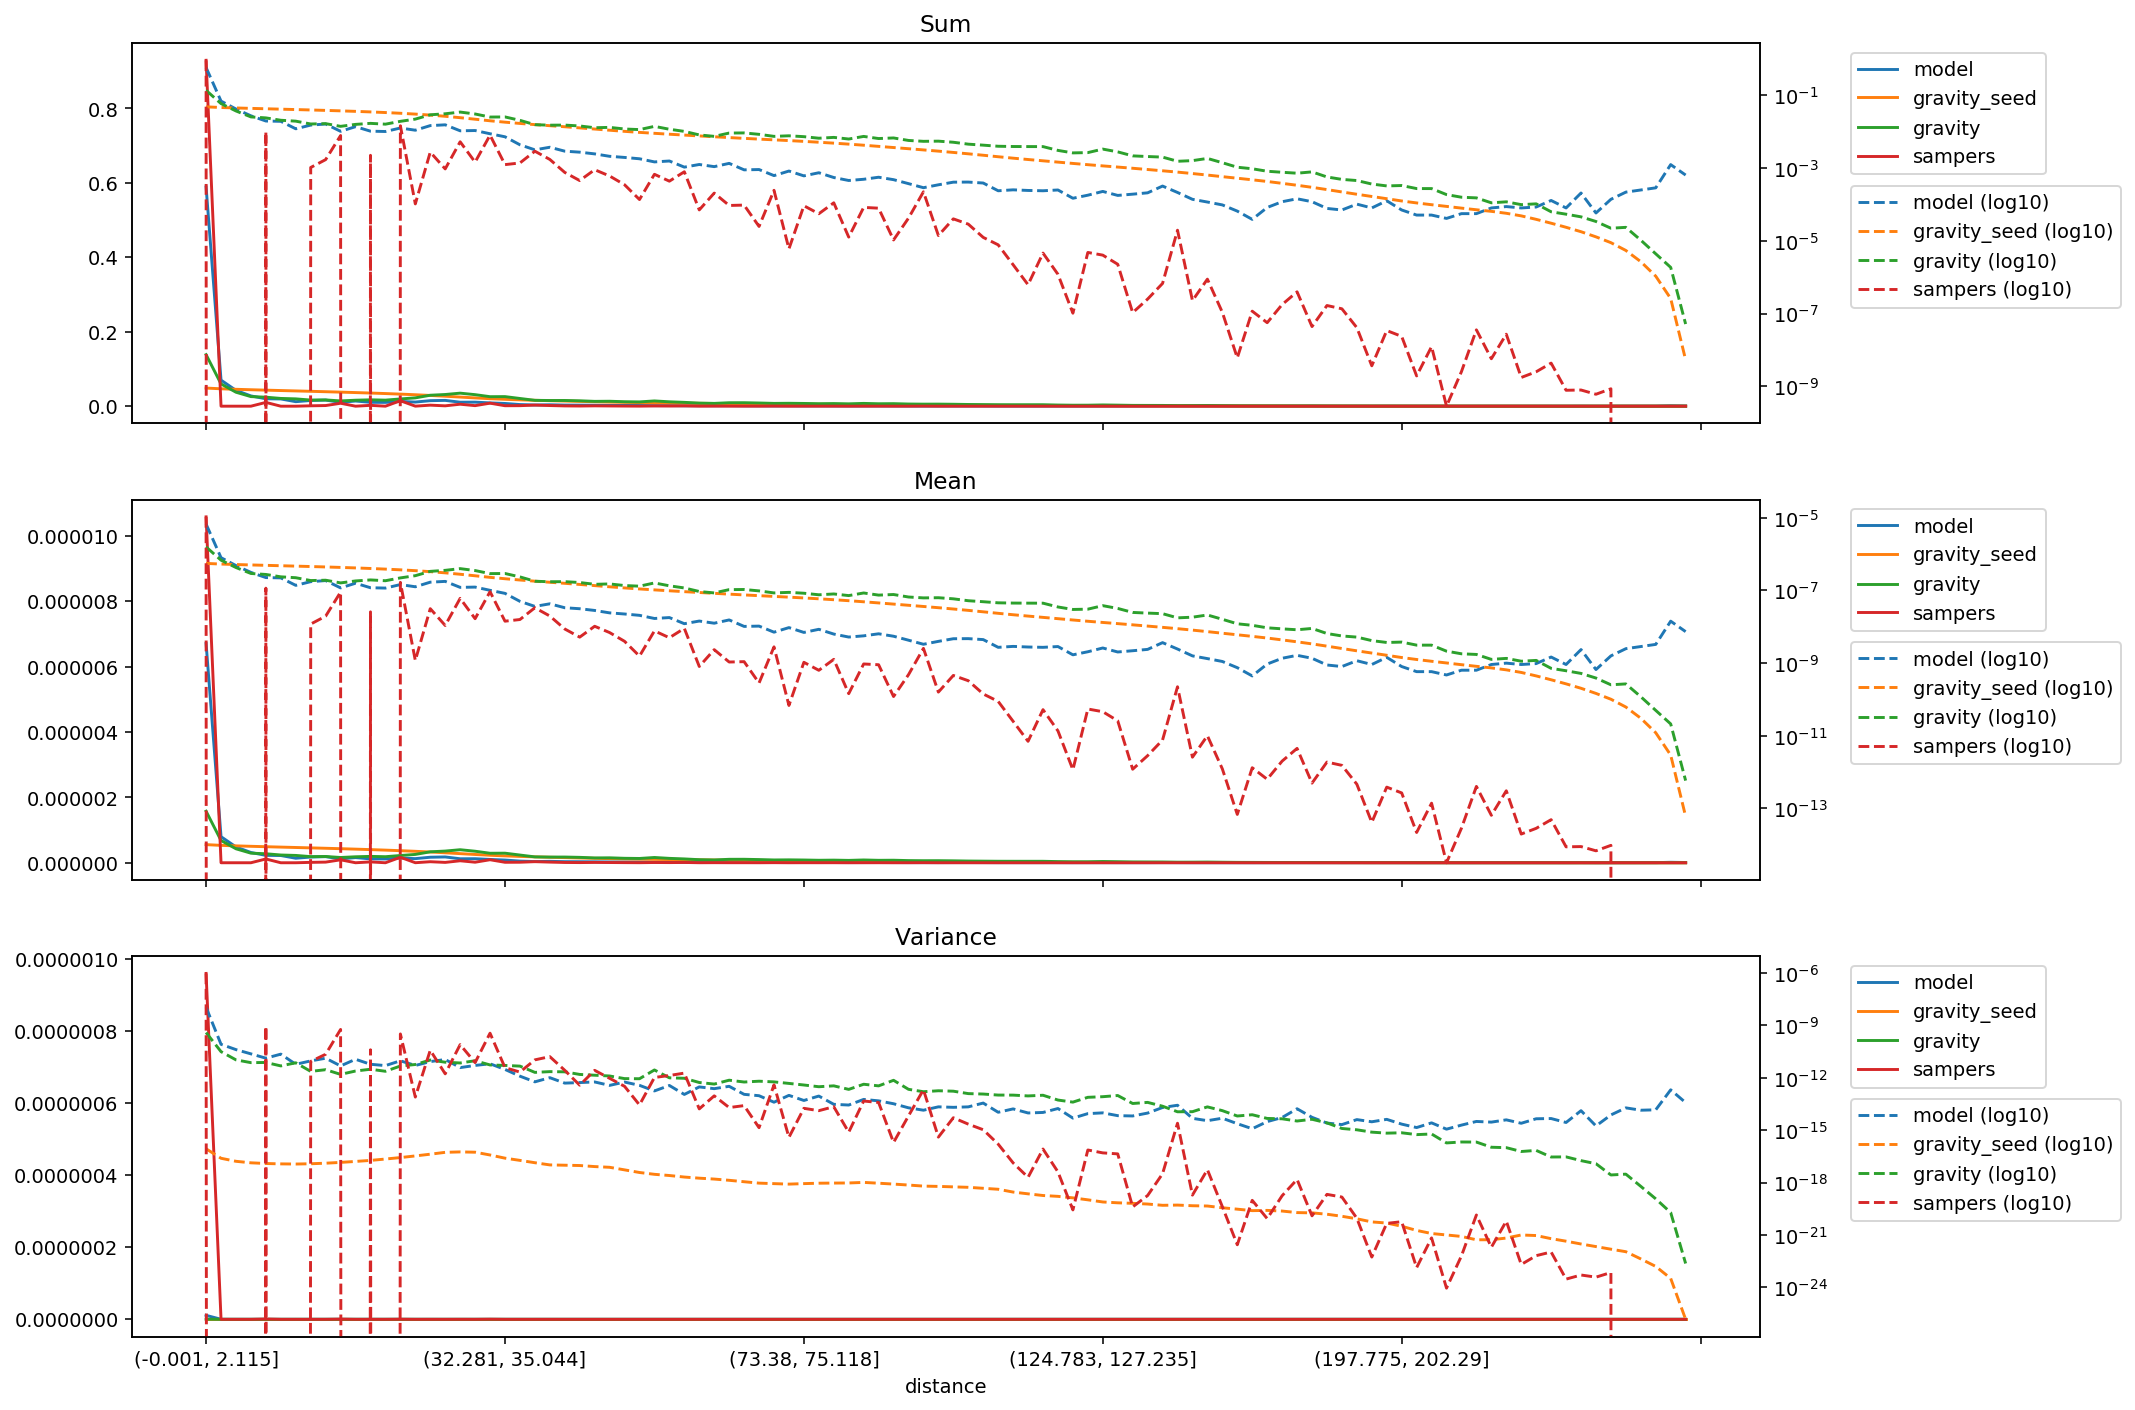 Sum
0.8
0.6
0.4
0.2
0.0
10⁻¹
10⁻³
10⁻⁵
10⁻⁷
10⁻⁹
model
gravity_seed
gravity
sampers
model (log10)
gravity_seed (log10)
gravity (log10)
sampers (log10)
Mean
0.000010
0.000008
0.000006
0.000004
0.000002
0.000000
10⁻⁵
10⁻⁷
10⁻⁹
10⁻¹¹
10⁻¹³
model
gravity_seed
gravity
sampers
model (log10)
gravity_seed (log10)
gravity (log10)
sampers (log10)
Variance
0.0000010
0.0000008
0.0000006
0.0000004
0.0000002
0.0000000
10⁻⁶
10⁻⁹
10⁻¹²
10⁻¹⁵
10⁻¹⁸
10⁻²¹
10⁻²⁴
model
gravity_seed
gravity
sampers
model (log10)
gravity_seed (log10)
gravity (log10)
sampers (log10)
(-0.001, 2.115] (32.281, 35.044] (73.38, 75.118] (124.783, 127.235] (197.775, 202.29]
distance